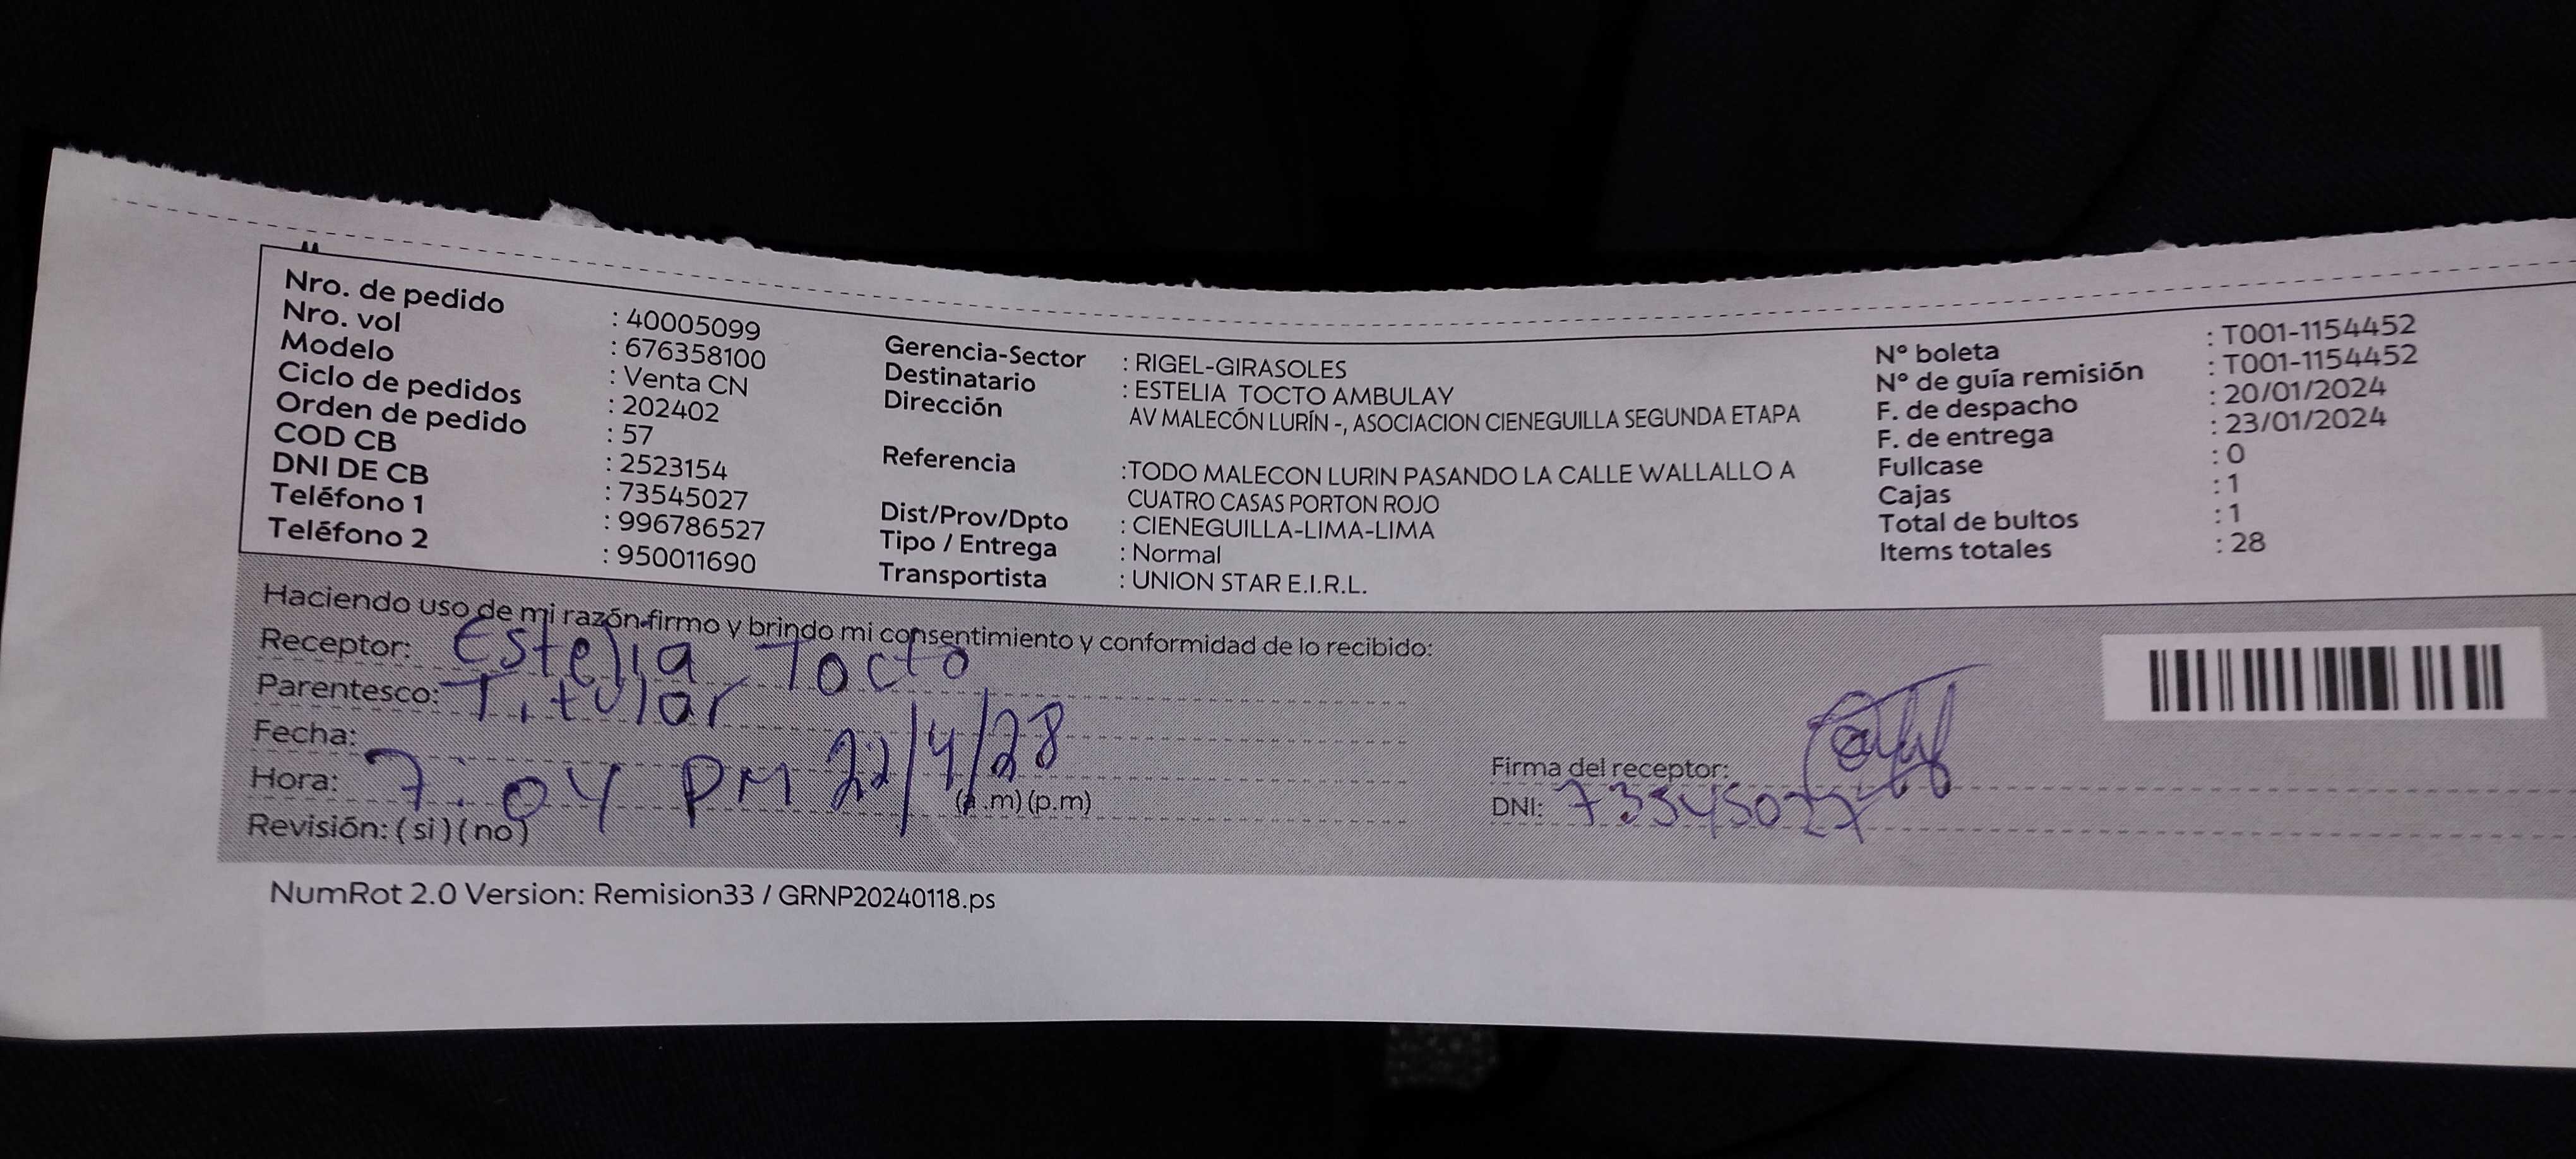 Nro. de pedido : 40005099
Nro. vol : 676358100
Modelo : Venta CN
Ciclo de pedidos : 202402
Orden de pedido : 57
COD CB : 2523154
DNI DE CB : 73545027
Teléfono 1 : 996786527
Teléfono 2 : 950011690
Gerencia-Sector : RIGEL-GIRASOLES
Destinatario : ESTELIA TOCTO AMBULAY
Dirección AV MALECÓN LURÍN -, ASOCIACION CIENEGUILLA SEGUNDA ETAPA
Referencia :TODO MALECON LURIN PASANDO LA CALLE WALLALLO A
CUATRO CASAS PORTON ROJO
Dist/Prov/Dpto : CIENEGUILLA-LIMA-LIMA
Tipo / Entrega : Normal
Transportista : UNION STAR E.I.R.L.
N° boleta : T001-1154452
N° de guía remisión : T001-1154452
F. de despacho : 20/01/2024
F. de entrega : 23/01/2024
Fullcase : 0
Cajas : 1
Total de bultos : 1
Items totales : 28
Haciendo uso de mi razón firmo y brindo mi consentimiento y conformidad de lo recibido:
Receptor: Estelia Tocto
Parentesco: Titular
Fecha: 22/4/28
Hora: 7:04 PM (a.m)(p.m)
Revisión: (si)(no)
Firma del receptor:
DNI: 73545027
NumRot 2.0 Version: Remision33 / GRNP20240118.ps